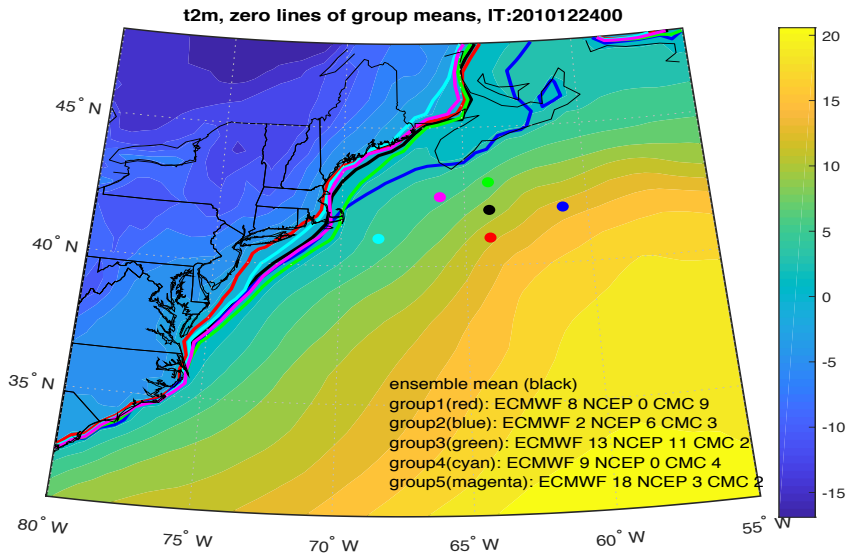 t2m, zero lines of group means, IT:2010122400
45° N
40° N
35° N
80° W
75° W
70° W
65° W
60° W
55° W
ensemble mean (black)
group1(red): ECMWF 8 NCEP 0 CMC 9
group2(blue): ECMWF 2 NCEP 6 CMC 3
group3(green): ECMWF 13 NCEP 11 CMC 2
group4(cyan): ECMWF 9 NCEP 0 CMC 4
group5(magenta): ECMWF 18 NCEP 3 CMC 2
20
15
10
5
0
-5
-10
-15